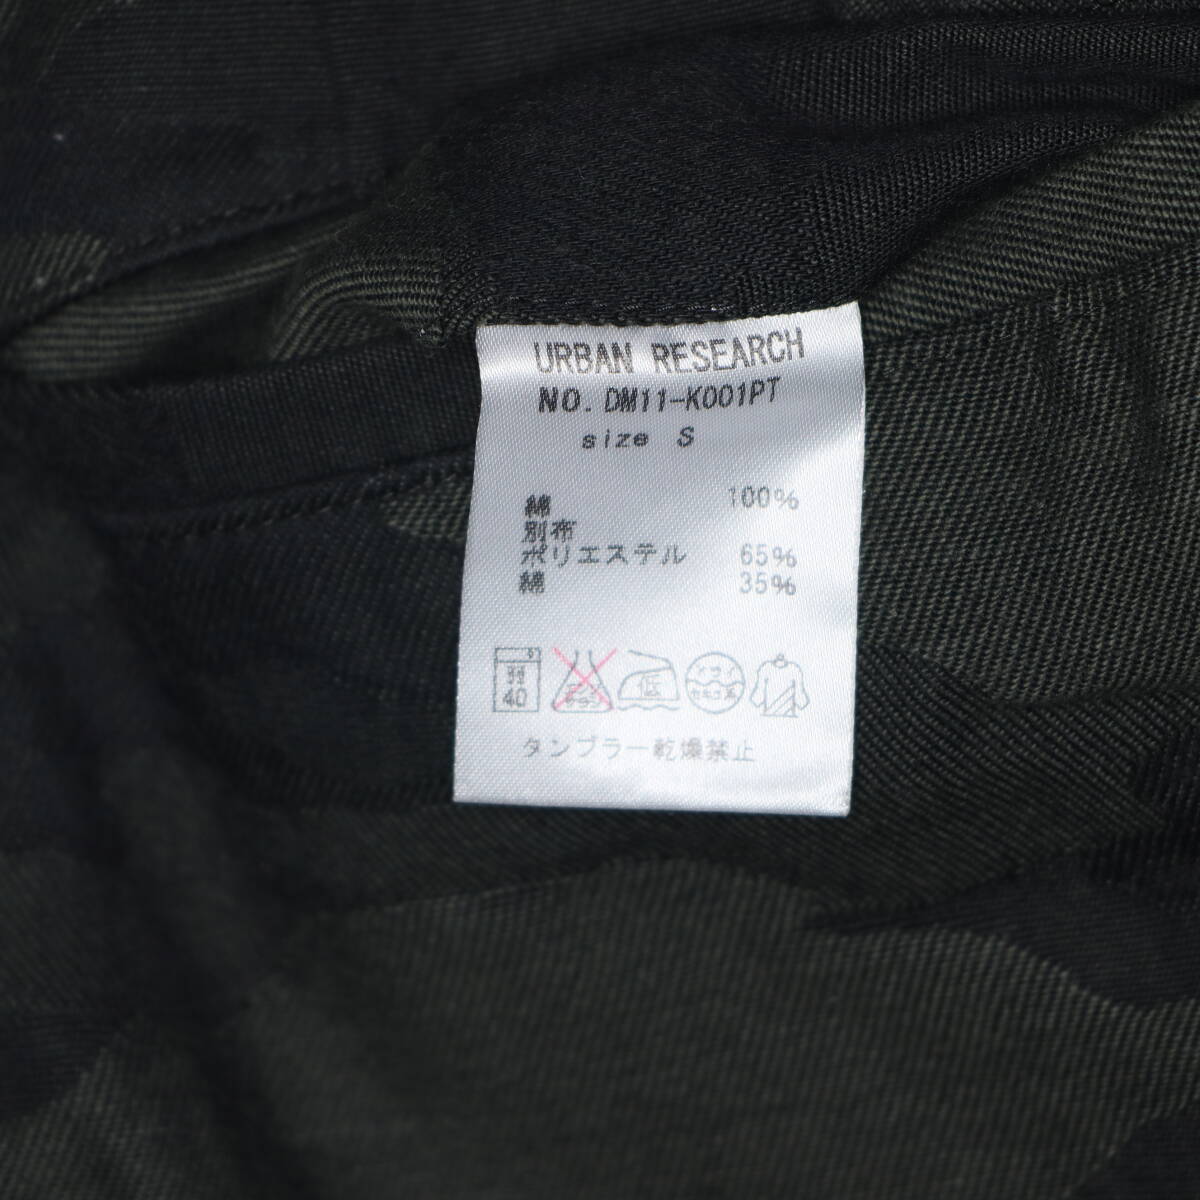 URBAN RESEARCH
NO. DM11-K001PT
size S
綿 100%
別布
ポリエステル 65%
綿 35%
弱 40 低
タンブラー乾燥禁止